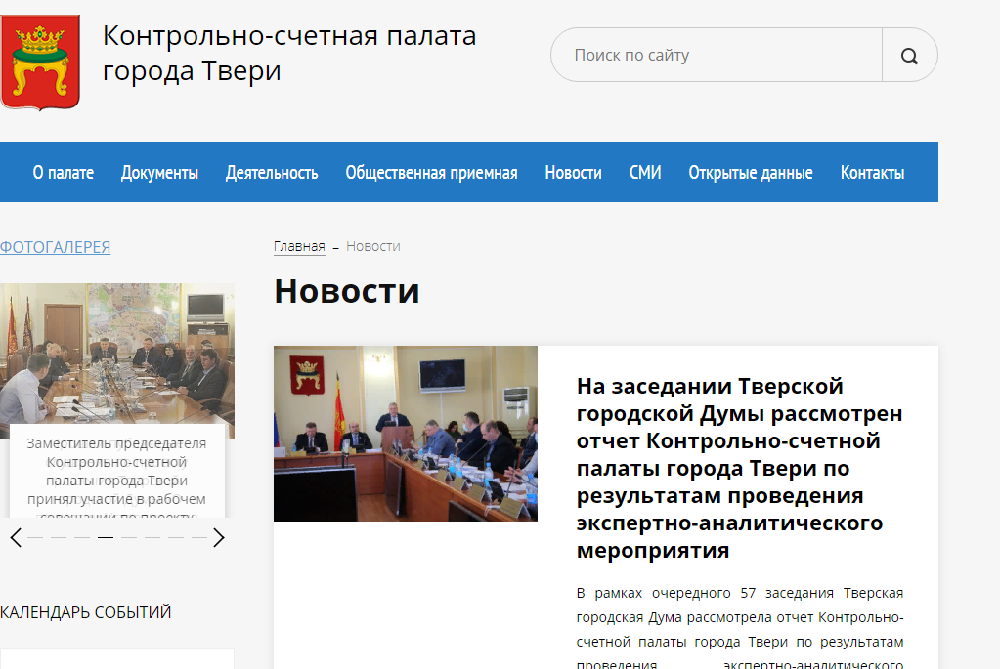 Контрольно-счетная палата
города Твери
Поиск по сайту
О палате Документы Деятельность Общественная приемная Новости СМИ Открытые данные Контакты
ФОТОГАЛЕРЕЯ
Заместитель председателя
Контрольно-счетной
палаты города Твери
принял участие в рабочем
совещании по проекту
КАЛЕНДАРЬ СОБЫТИЙ
Главная – Новости
Новости
На заседании Тверской
городской Думы рассмотрен
отчет Контрольно-счетной
палаты города Твери по
результатам проведения
экспертно-аналитического
мероприятия
В рамках очередного 57 заседания Тверская
городская Дума рассмотрела отчет Контрольно-
счетной палаты города Твери по результатам
проведения экспертно-аналитического